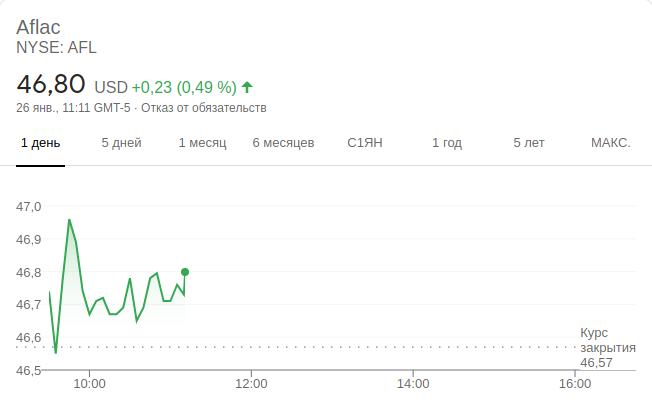 Aflac
NYSE: AFL
46,80 USD +0,23 (0,49 %)
26 янв., 11:11 GMT-5 · Отказ от обязательств
1 день 5 дней 1 месяц 6 месяцев С1ЯН 1 год 5 лет МАКС.
47,0
46,9
46,8
46,7
46,6
46,5
Курс
закрытия
46,57
10:00 12:00 14:00 16:00